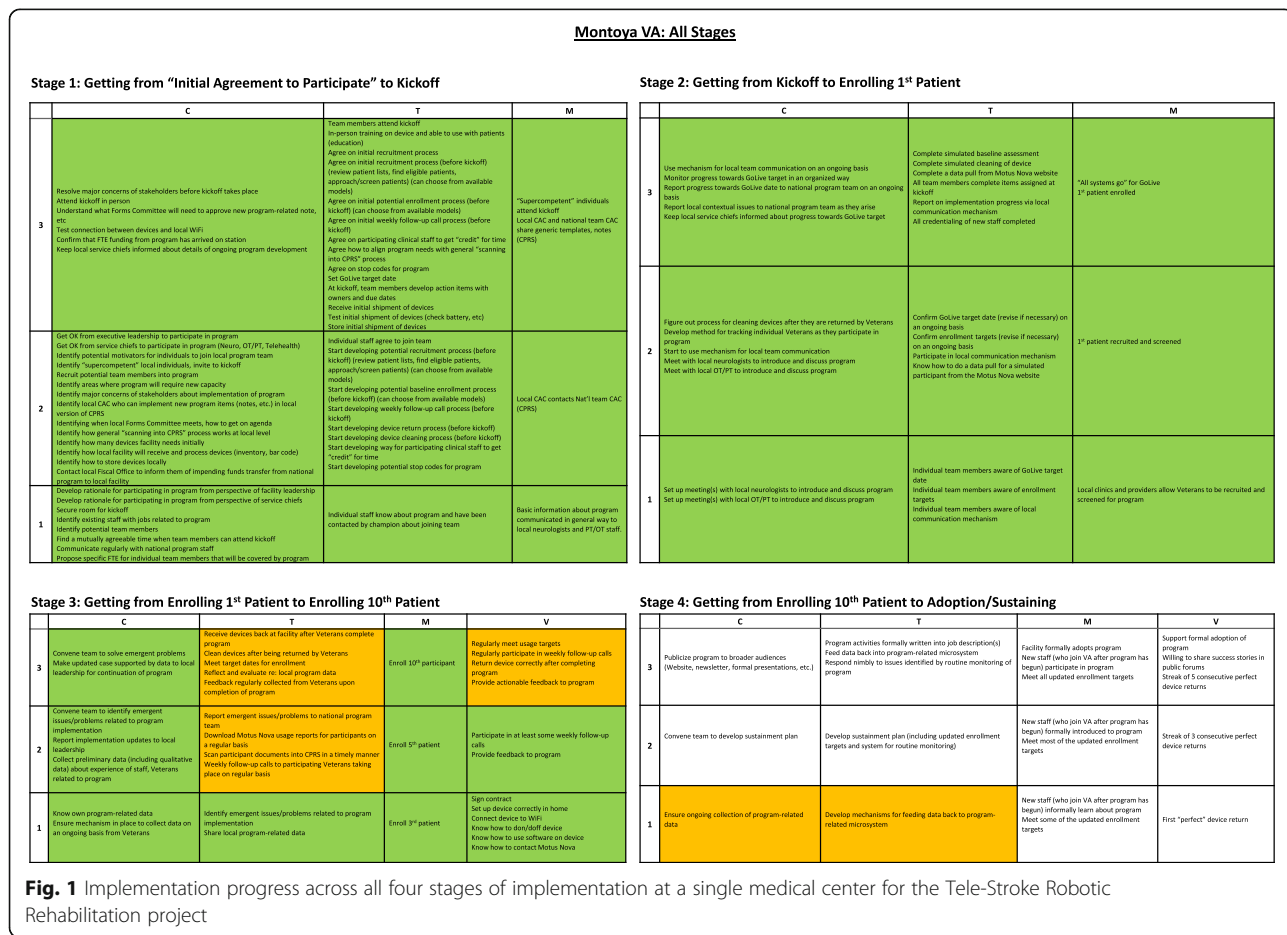 Montoya VA: All Stages
Stage 1: Getting from “Initial Agreement to Participate” to Kickoff
C
T
M
3
Resolve major concerns of stakeholders before kickoff takes place
Attend kickoff in person
Understand what Forms Committee will need to approve new program-related note,
etc
Test connection between devices and local WiFi
Confirm that FTE funding from program has arrived on station
Keep local service chiefs informed about details of ongoing program development
Team members attend kickoff
In-person training on device and able to use with patients
(education)
Agree on initial recruitment process
Agree on initial recruitment process (before kickoff)
(review patient lists, find eligible patients,
approach/screen patients) (can choose from available
models)
Agree on initial potential enrollment process (before
kickoff) (can choose from available models)
Agree on initial weekly follow-up call process (before
kickoff)
Agree on participating clinical staff to get “credit” for time
Agree how to align program needs with general “scanning
into CPRS” process
Agree on stop codes for program
Set GoLive target date
At kickoff, team members develop action items with
owners and due dates
Receive initial shipment of devices
Test initial shipment of devices (check battery, etc)
Store initial shipment of devices
“Supercompetent” individuals
attend kickoff
Local CAC and national team CAC
share generic templates, notes
(CPRS)
2
Get OK from executive leadership to participate in program
Get OK from service chiefs to participate in program (Neuro, OT/PT, Telehealth)
Identify potential motivators for individuals to join local program team
Identify “supercompetent” local individuals, invite to kickoff
Recruit potential team members into program
Identify areas where program will require new capacity
Identify major concerns of stakeholders about implementation of program
Identify local CAC who can implement new program items (notes, etc.) in local
version of CPRS
Identifying when local Forms Committee meets, how to get on agenda
Identify how general “scanning into CPRS” process works at local level
Identify how many devices facility needs initially
Identify how local facility will receive and process devices (inventory, bar code)
Identify how to store devices locally
Contact local Fiscal Office to inform them of impending funds transfer from national
program to local facility
Individual staff agree to join team
Start developing potential recruitment process (before
kickoff) (review patient lists, find eligible patients,
approach/screen patients) (can choose from available
models)
Start developing potential baseline enrollment process
(before kickoff) (can choose from available models)
Start developing weekly follow-up call process (before
kickoff)
Start developing device return process (before kickoff)
Start developing device cleaning process (before kickoff)
Start developing way for participating clinical staff to get
“credit” for time
Start developing potential stop codes for program
Local CAC contacts Nat’l team CAC
(CPRS)
1
Develop rationale for participating in program from perspective of facility leadership
Develop rationale for participating in program from perspective of service chiefs
Secure room for kickoff
Identify existing staff with jobs related to program
Identify potential team members
Find a mutually agreeable time when team members can attend kickoff
Communicate regularly with national program staff
Propose specific FTE for individual team members that will be covered by program
Individual staff know about program and have been
contacted by champion about joining team
Basic information about program
communicated in general way to
local neurologists and PT/OT staff.
Stage 2: Getting from Kickoff to Enrolling 1st Patient
C
T
M
3
Use mechanism for local team communication on an ongoing basis
Monitor progress towards GoLive target in an organized way
Report progress towards GoLive date to national program team on an ongoing
basis
Report local contextual issues to national program team as they arise
Keep local service chiefs informed about progress towards GoLive target
Complete simulated baseline assessment
Complete simulated cleaning of device
Complete a data pull from Motus Nova website
All team members complete items assigned at
kickoff
Report on implementation progress via local
communication mechanism
All credentialing of new staff completed
“All systems go” for GoLive
1st patient enrolled
2
Figure out process for cleaning devices after they are returned by Veterans
Develop method for tracking individual Veterans as they participate in
program
Start to use mechanism for local team communication
Meet with local neurologists to introduce and discuss program
Meet with local OT/PT to introduce and discuss program
Confirm GoLive target date (revise if necessary) on
an ongoing basis
Confirm enrollment targets (revise if necessary)
on an ongoing basis
Participate in local communication mechanism
Know how to do a data pull for a simulated
participant from the Motus Nova website
1st patient recruited and screened
1
Set up meeting(s) with local neurologists to introduce and discuss program
Set up meeting(s) with local OT/PT to introduce and discuss program
Individual team members aware of GoLive target
date
Individual team members aware of enrollment
targets
Individual team members aware of local
communication mechanism
Local clinics and providers allow Veterans to be recruited and
screened for program
Stage 3: Getting from Enrolling 1st Patient to Enrolling 10th Patient
C
T
M
V
3
Convene team to solve emergent problems
Make updated case supported by data to local
leadership for continuation of program
Receive devices back at facility after Veterans complete
program
Clean devices after being returned by Veterans
Meet target dates for enrollment
Reflect and evaluate re: local program data
Feedback regularly collected from Veterans upon
completion of program
Enroll 10th participant
Regularly meet usage targets
Regularly participate in weekly follow-up calls
Return device correctly after completing
program
Provide actionable feedback to program
2
Convene team to identify emergent
issues/problems related to program
implementation
Report implementation updates to local
leadership
Collect preliminary data (including qualitative
data) about experience of staff, Veterans
related to program
Report emergent issues/problems to national program
team
Download Motus Nova usage reports for participants on
a regular basis
Scan participant documents into CPRS in a timely manner
Weekly follow-up calls to participating Veterans taking
place on regular basis
Enroll 5th patient
Participate in at least some weekly follow-up
calls
Provide feedback to program
1
Know own program-related data
Ensure mechanism in place to collect data on
an ongoing basis from Veterans
Identify emergent issues/problems related to program
implementation
Share local program-related data
Enroll 3rd patient
Sign contract
Set up device correctly in home
Connect device to WiFi
Know how to don/doff device
Know how to use software on device
Know how to contact Motus Nova
Stage 4: Getting from Enrolling 10th Patient to Adoption/Sustaining
C
T
M
V
3
Publicize program to broader audiences
(Website, newsletter, formal presentations, etc.)
Program activities formally written into job description(s)
Feed data back into program-related microsystem
Respond nimbly to issues identified by routine monitoring of
program
Facility formally adopts program
New staff (who join VA after program has
begun) participate in program
Meet all updated enrollment targets
Support formal adoption of
program
Willing to share success stories in
public forums
Streak of 5 consecutive perfect
device returns
2
Convene team to develop sustainment plan
Develop sustainment plan (including updated enrollment
targets and system for routine monitoring)
New staff (who join VA after program has
begun) formally introduced to program
Meet most of the updated enrollment
targets
Streak of 3 consecutive perfect
device returns
1
Ensure ongoing collection of program-related
data
Develop mechanisms for feeding data back to program-
related microsystem
New staff (who join VA after program has
begun) informally learn about program
Meet some of the updated enrollment
targets
First “perfect” device return
Fig. 1 Implementation progress across all four stages of implementation at a single medical center for the Tele-Stroke Robotic
Rehabilitation project